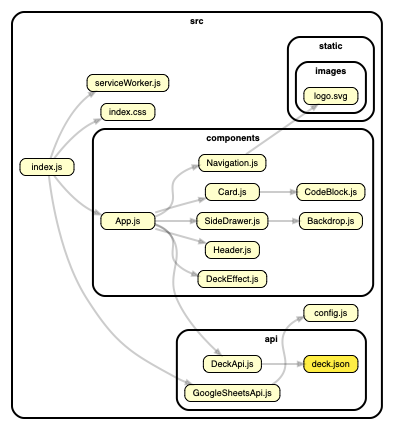 src
static
images
logo.svg
serviceWorker.js
index.css
components
Navigation.js
index.js
Card.js
CodeBlock.js
App.js
SideDrawer.js
Backdrop.js
Header.js
DeckEffect.js
config.js
api
DeckApi.js
deck.json
GoogleSheetsApi.js